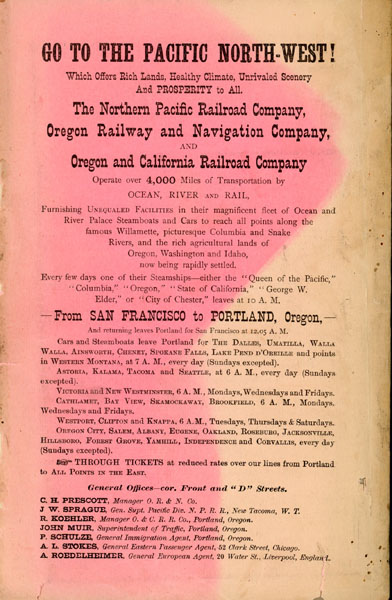 GO TO THE PACIFIC NORTH-WEST!
Which Offers Rich Lands, Healthy Climate, Unrivaled Scenery
And PROSPERITY to All.
The Northern Pacific Railroad Company,
Oregon Railway and Navigation Company,
AND
Oregon and California Railroad Company
Operate over 4,000 Miles of Transportation by
OCEAN, RIVER AND RAIL,
Furnishing UNEQUALED FACILITIES in their magnificent fleet of Ocean and
River Palace Steamboats and Cars to reach all points along the
famous Willamette, picturesque Columbia and Snake
Rivers, and the rich agricultural lands of
Oregon, Washington and Idaho,
now being rapidly settled.
Every few days one of their Steamships—either the "Queen of the Pacific,"
"Columbia," "Oregon," "State of California," "George W.
Elder," or "City of Chester," leaves at 10 A. M.
—From SAN FRANCISCO to PORTLAND, Oregon,—
And returning leaves Portland for San Francisco at 12.05 A. M.
Cars and Steamboats leave Portland for THE DALLES, UMATILLA, WALLA
WALLA, AINSWORTH, CHENEY, SPOKANE FALLS, LAKE PEND D'OREILLE and points
in WESTERN MONTANA, at 7 A. M., every day (Sundays excepted).
ASTORIA, KALAMA, TACOMA and SEATTLE, at 6 A. M., every day (Sundays
excepted).
VICTORIA and NEW WESTMINSTER, 6 A. M., Mondays, Wednesdays and Fridays.
CATHLAMET, BAY VIEW, SKAMOCKAWAY, BROOKFIELD, 6 A. M., Mondays,
Wednesdays and Fridays.
WESTPORT, CLIFTON and KNAPPA, 6 A. M., Tuesdays, Thursdays & Saturdays.
OREGON CITY, SALEM, ALBANY, EUGENE, OAKLAND, ROSEBURG, JACKSONVILLE,
HILLSBORO, FOREST GROVE, YAMHILL, INDEPENDENCE and CORVALLIS, every day
(Sundays excepted).
☞ THROUGH TICKETS at reduced rates over our lines from Portland
to ALL POINTS IN THE EAST.
General Offices—cor. Front and "D" Streets.
C. H. PRESCOTT, Manager O. R. & N. Co.
J W. SPRAGUE, Gen. Supt. Pacific Div. N. P. R. R., New Tacoma, W. T.
R. KOEHLER, Manager O. & C. R. R. Co., Portland, Oregon.
JOHN MUIR, Superintendent of Traffic, Portland, Oregon.
P. SCHULZE, General Immigration Agent, Portland, Oregon.
A. L. STOKES, General Eastern Passenger Agent, 52 Clark Street, Chicago.
A. ROEDELHEIMER, General European Agent, 20 Water St., Liverpool, England.